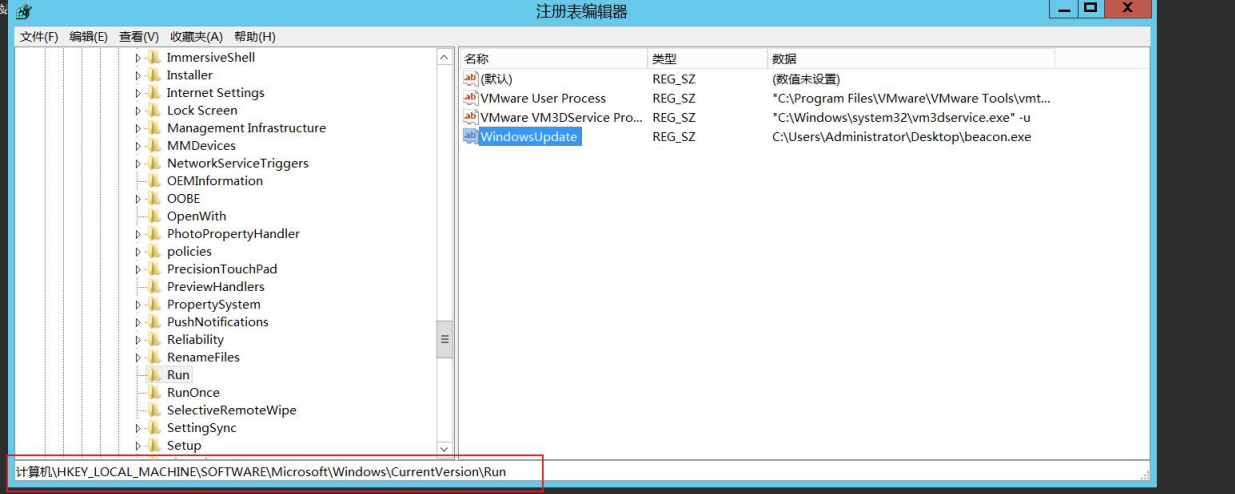 站
注册表编辑器
文件(F) 编辑(E) 查看(V) 收藏夹(A) 帮助(H)
ImmersiveShell
Installer
Internet Settings
Lock Screen
Management Infrastructure
MMDevices
NetworkServiceTriggers
OEMInformation
OOBE
OpenWith
PhotoPropertyHandler
policies
PrecisionTouchPad
PreviewHandlers
PropertySystem
PushNotifications
Reliability
RenameFiles
Run
RunOnce
SelectiveRemoteWipe
SettingSync
Setup
名称 类型 数据
(默认) REG_SZ (数值未设置)
VMware User Process REG_SZ "C:\Program Files\VMware\VMware Tools\vmt...
VMware VM3DService Pro... REG_SZ "C:\Windows\system32\vm3dservice.exe" -u
WindowsUpdate REG_SZ C:\Users\Administrator\Desktop\beacon.exe
计算机\HKEY_LOCAL_MACHINE\SOFTWARE\Microsoft\Windows\CurrentVersion\Run